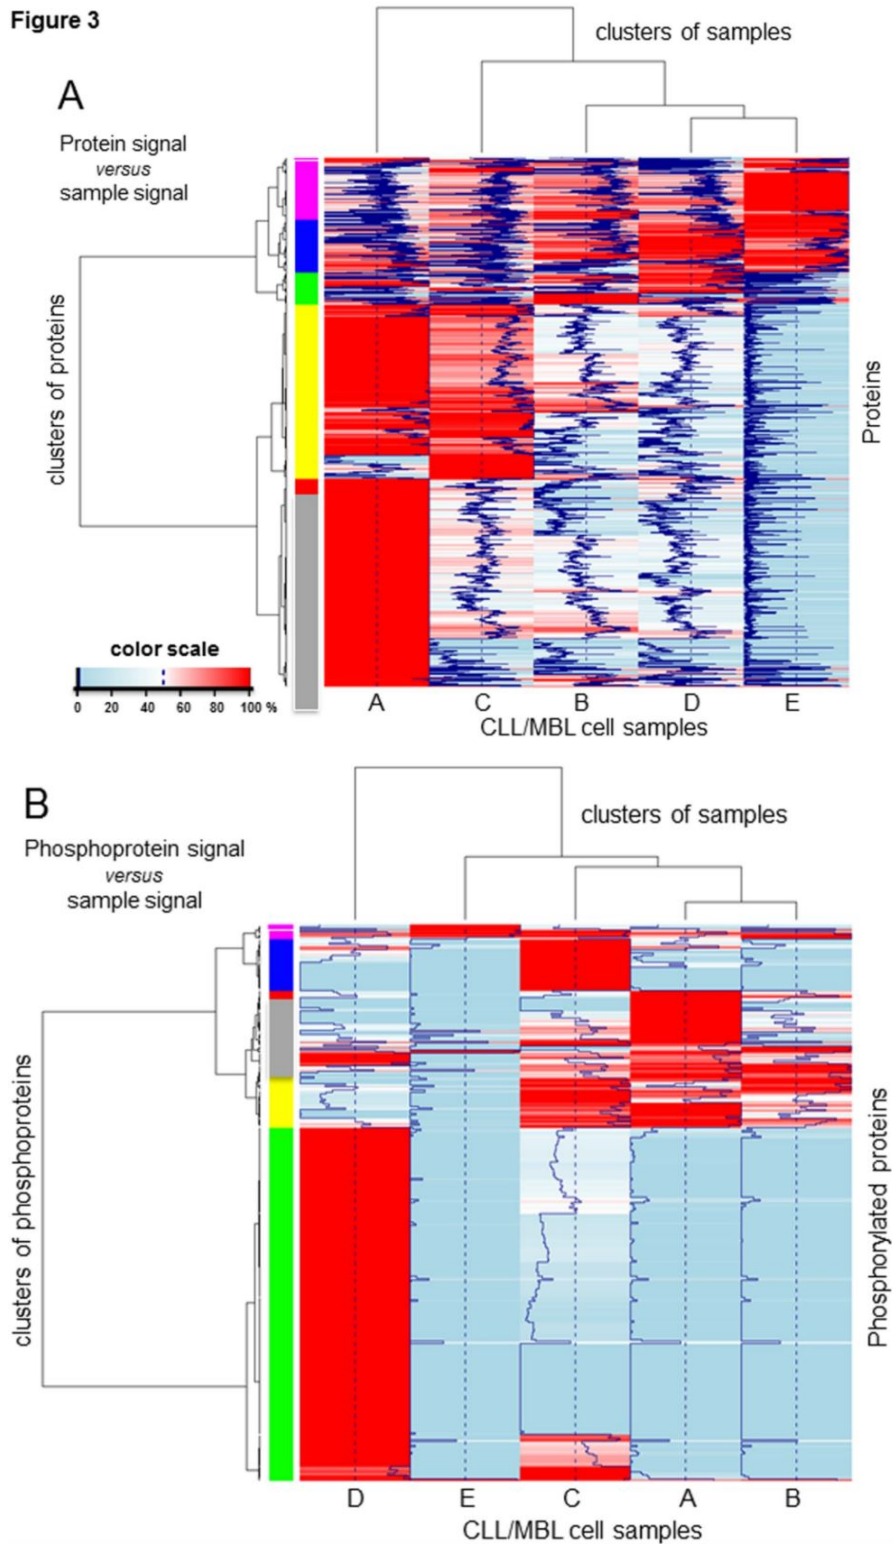 Figure 3
clusters of samples
A
Protein signal
versus
sample signal
clusters of proteins
Proteins
color scale
0 20 40 60 80 100 %
A C B D E
CLL/MBL cell samples
B
clusters of samples
Phosphoprotein signal
versus
sample signal
clusters of phosphoproteins
Phosphorylated proteins
D E C A B
CLL/MBL cell samples